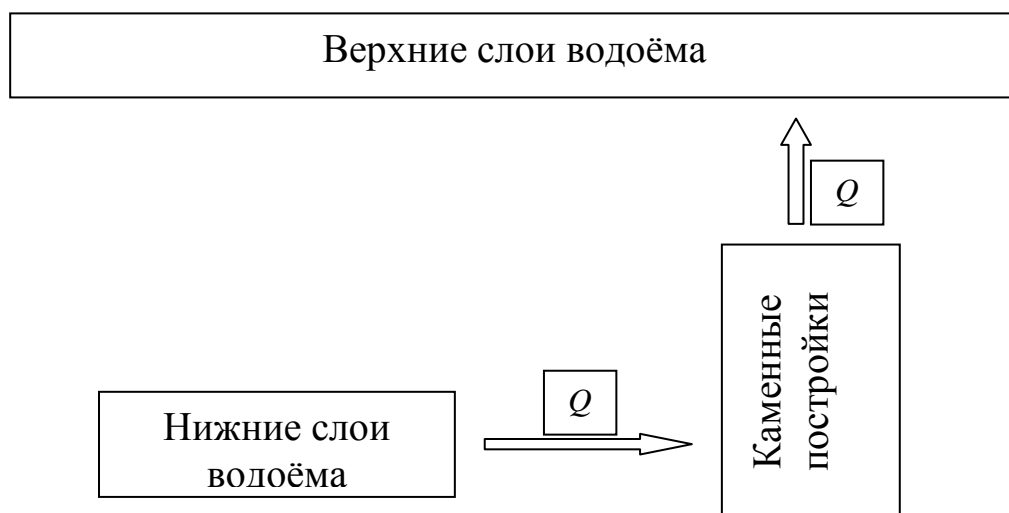 Верхние слои водоёма
Q
Каменные
постройки
Q
Нижние слои
водоёма